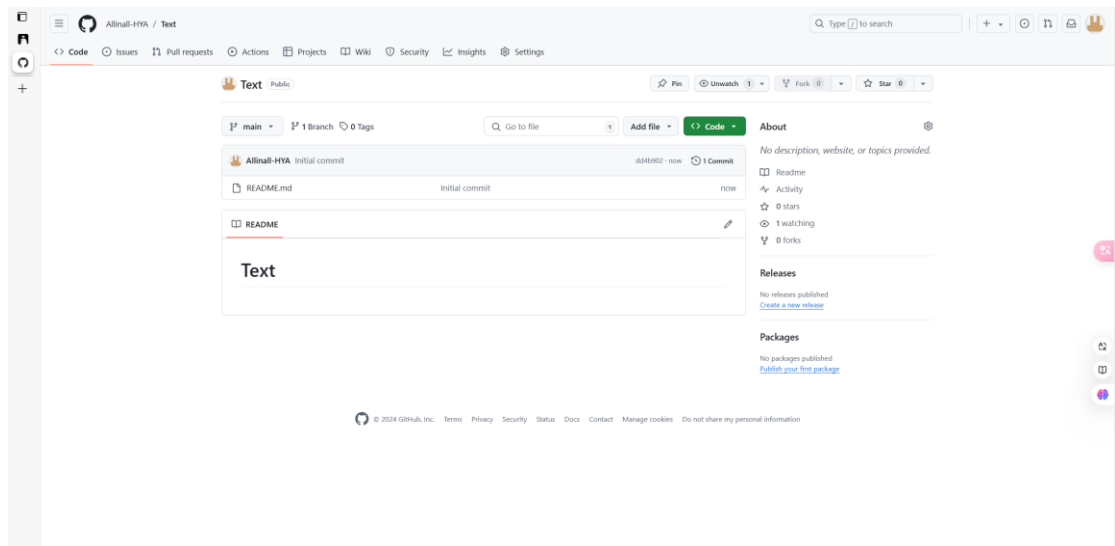 Allinall-HYA / Text
Type / to search
Code Issues Pull requests Actions Projects Wiki Security Insights Settings
Text Public
Pin Unwatch 1 Fork 0 Star 0
main 1 Branch 0 Tags Go to file t Add file Code
Allinall-HYA Initial commit dd4b902 · now 1 Commit
README.md Initial commit now
README
Text
About
No description, website, or topics provided.
Readme
Activity
0 stars
1 watching
0 forks
Releases
No releases published
Create a new release
Packages
No packages published
Publish your first package
© 2024 GitHub, Inc. Terms Privacy Security Status Docs Contact Manage cookies Do not share my personal information